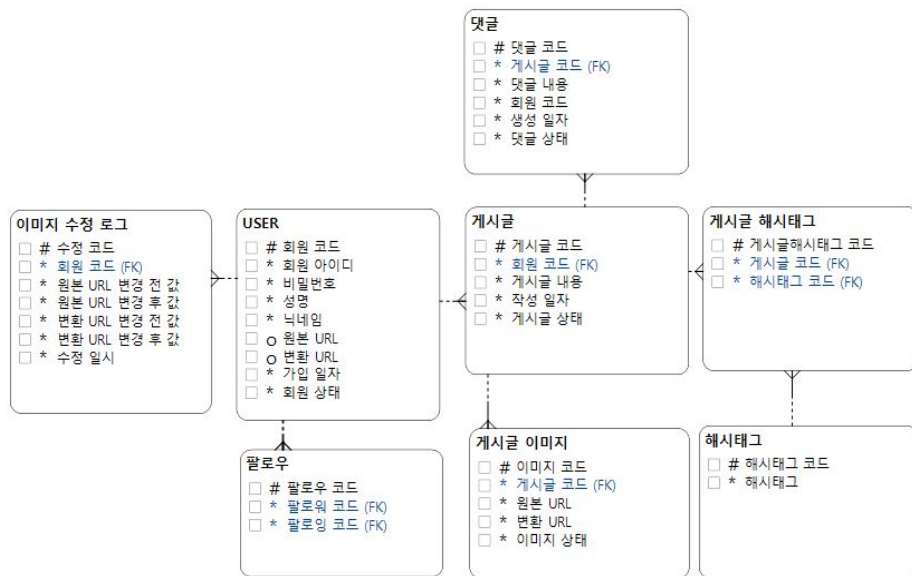 댓글
# 댓글 코드
* 게시글 코드 (FK)
* 댓글 내용
* 회원 코드
* 생성 일자
* 댓글 상태
이미지 수정 로그
# 수정 코드
* 회원 코드 (FK)
* 원본 URL 변경 전 값
* 원본 URL 변경 후 값
* 변환 URL 변경 전 값
* 변환 URL 변경 후 값
* 수정 일시
USER
# 회원 코드
* 회원 아이디
* 비밀번호
* 성명
* 닉네임
o 원본 URL
o 변환 URL
* 가입 일자
* 회원 상태
게시글
# 게시글 코드
* 회원 코드 (FK)
* 게시글 내용
* 작성 일자
* 게시글 상태
게시글 해시태그
# 게시글해시태그 코드
* 게시글 코드 (FK)
* 해시태그 코드 (FK)
팔로우
# 팔로우 코드
* 팔로워 코드 (FK)
* 팔로잉 코드 (FK)
게시글 이미지
# 이미지 코드
* 게시글 코드 (FK)
* 원본 URL
* 변환 URL
* 이미지 상태
해시태그
# 해시태그 코드
* 해시태그